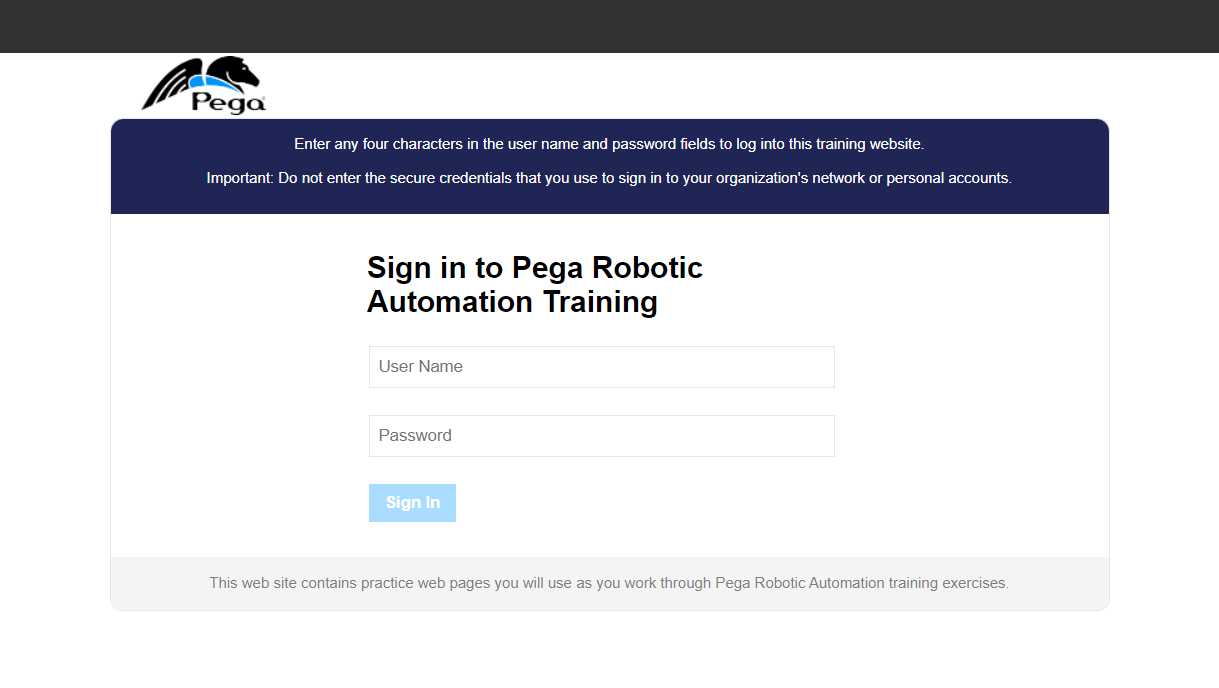 Pega
Enter any four characters in the user name and password fields to log into this training website.
Important: Do not enter the secure credentials that you use to sign in to your organization's network or personal accounts.
Sign in to Pega Robotic
Automation Training
User Name
Password
Sign In
This web site contains practice web pages you will use as you work through Pega Robotic Automation training exercises.